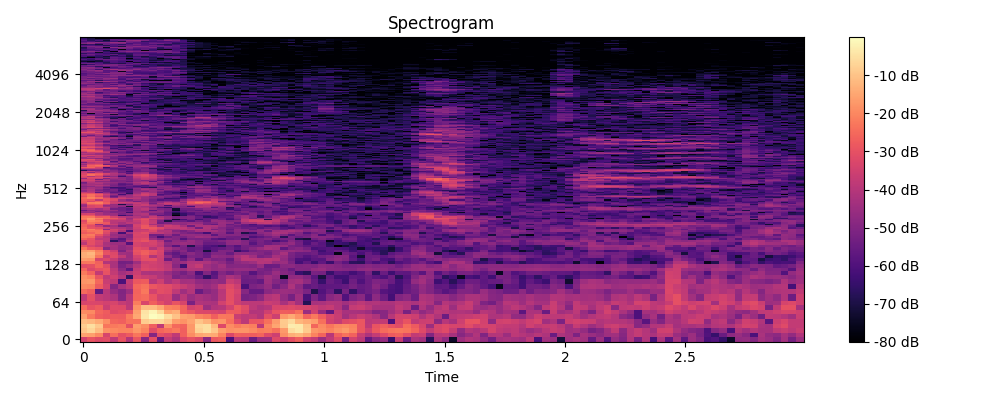 Spectrogram
Hz
4096
2048
1024
512
256
128
64
0
0
0.5
1
1.5
2
2.5
Time
-10 dB
-20 dB
-30 dB
-40 dB
-50 dB
-60 dB
-70 dB
-80 dB